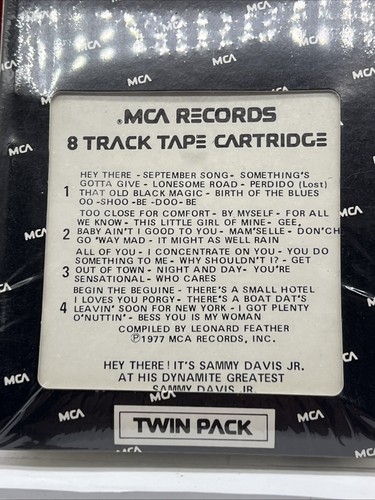 MCA RECORDS
8 TRACK TAPE CARTRIDGE
HEY THERE - SEPTEMBER SONG- SOMETHING'S
GOTTA GIVE - LONESOME ROAD - PERDIDO (Lost)
1 THAT OLD BLACK MAGIC - BIRTH OF THE BLUES
OO -SHOO -BE -DOO- BE
TOO CLOSE FOR COMFORT - BY MYSELF - FOR ALL
WE KNOW - THIS LITTLE GIRL OF MINE - GEE,
2 BABY AIN'T I GOOD TO YOU - MAM'SELLE - DON'CH
GO 'WAY MAD - IT MIGHT AS WELL RAIN
ALL OF YOU - I CONCENTRATE ON YOU - YOU DO
SOMETHING TO ME - WHY SHOULDN'T I? - GET
3 OUT OF TOWN - NIGHT AND DAY- YOU'RE
SENSATIONAL - WHO CARES
BEGIN THE BEGUINE - THERE'S A SMALL HOTEL
I LOVES YOU PORGY - THERE'S A BOAT DAT'S
4 LEAVIN' SOON FOR NEW YORK - I GOT PLENTY
O'NUTTIN' - BESS YOU IS MY WOMAN
COMPILED BY LEONARD FEATHER
Ⓟ1977 MCA RECORDS, INC.
HEY THERE! IT'S SAMMY DAVIS JR.
AT HIS DYNAMITE GREATEST
SAMMY DAVIS JR.
TWIN PACK
MCA
MCA
MCA
MCA
MCA
MCA
MCA
MCA
MCA
MCA
MCA
MCA